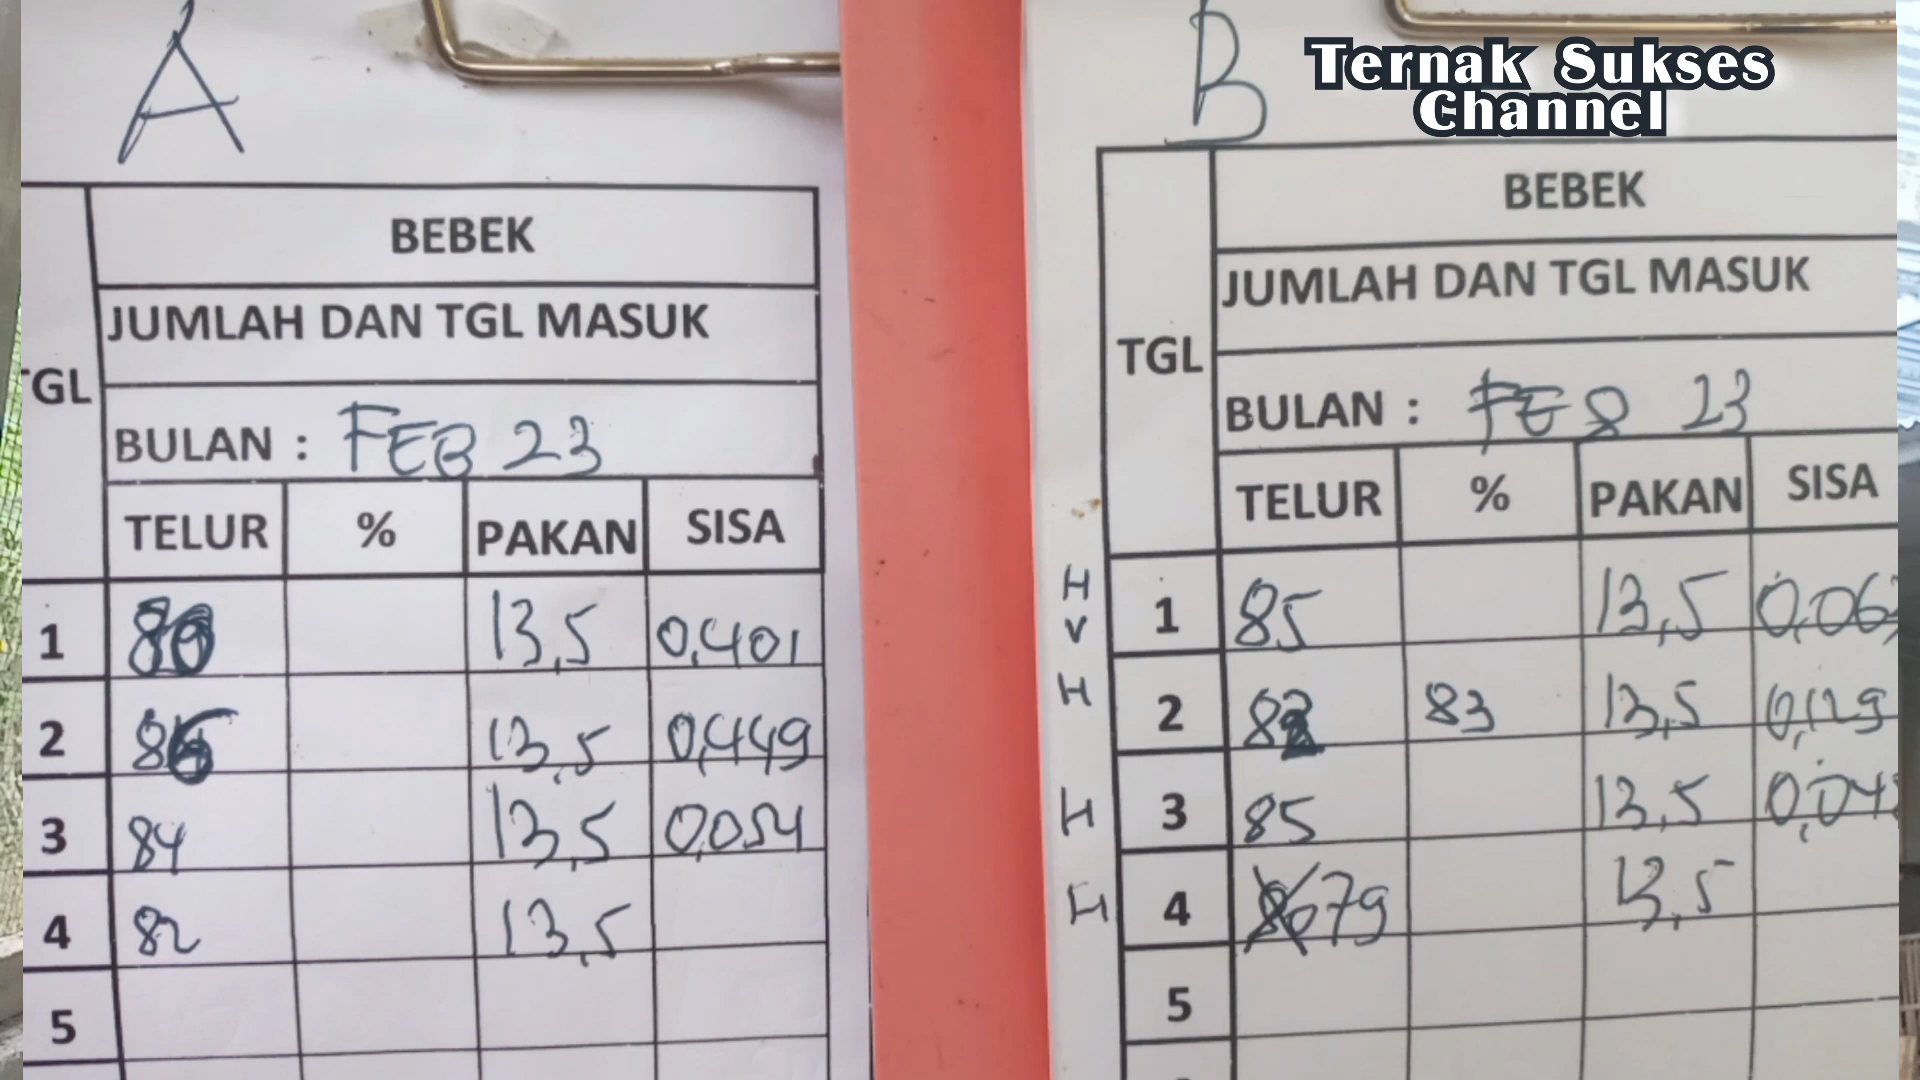 A
TGL
BEBEK
JUMLAH DAN TGL MASUK
BULAN : FEB 23
TELUR % PAKAN SISA
1 13,5 0,401
2 86 13,5 0,449
3 84 13,5 0,054
4 82 13,5
5
B
Ternak Sukses
Channel
TGL
BEBEK
JUMLAH DAN TGL MASUK
BULAN : FEB 23
TELUR % PAKAN SISA
H V 1 85 13,5
H 2 82 83 13,5 0,129
H 3 85 13,5
H 4 79 13,5
5